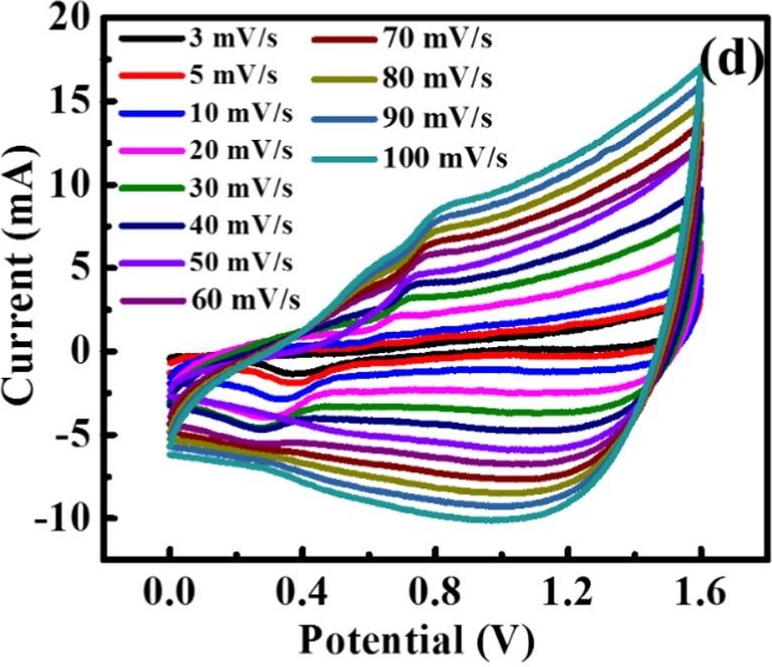 (d)
3 mV/s
5 mV/s
10 mV/s
20 mV/s
30 mV/s
40 mV/s
50 mV/s
60 mV/s
70 mV/s
80 mV/s
90 mV/s
100 mV/s
Current (mA)
20
15
10
5
0
-5
-10
0.0 0.4 0.8 1.2 1.6
Potential (V)